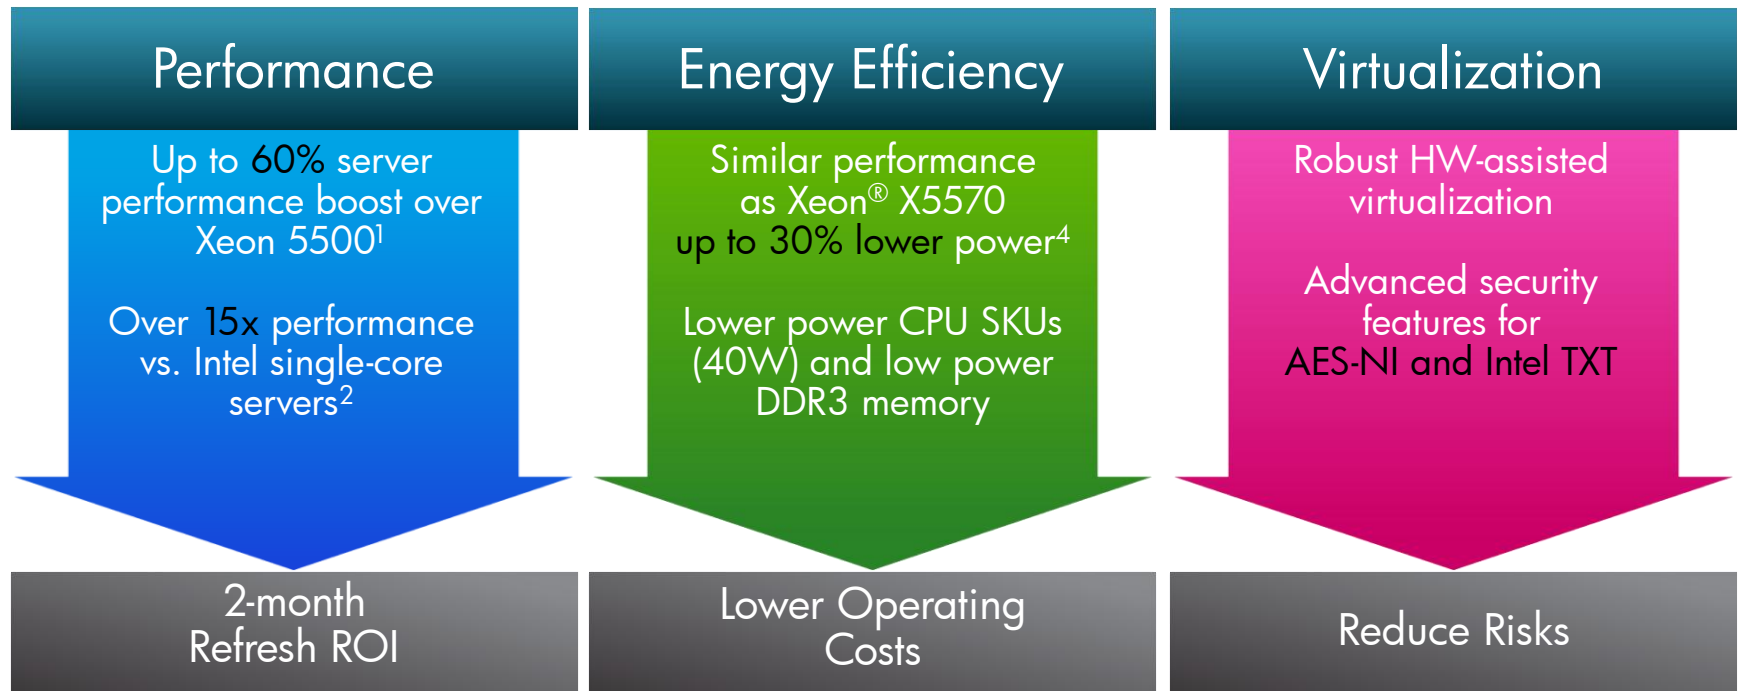 Performance
Up to 60% server
performance boost over
Xeon 5500¹
Over 15x performance
vs. Intel single-core
servers²
2-month
Refresh ROI
Energy Efficiency
Similar performance
as Xeon® X5570
up to 30% lower power⁴
Lower power CPU SKUs
(40W) and low power
DDR3 memory
Lower Operating
Costs
Virtualization
Robust HW-assisted
virtualization
Advanced security
features for
AES-NI and Intel TXT
Reduce Risks